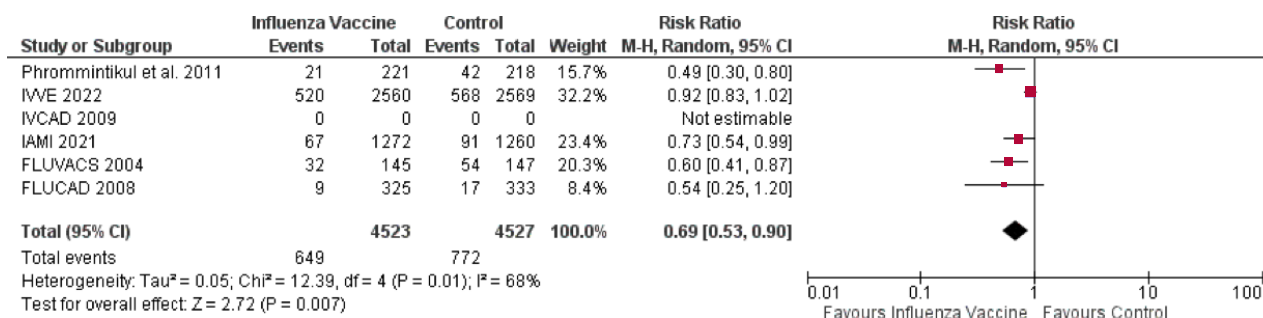 Influenza Vaccine Control Risk Ratio Risk Ratio
Study or Subgroup Events Total Events Total Weight M-H, Random, 95% CI M-H, Random, 95% CI
Phrommintikul et al. 2011 21 221 42 218 15.7% 0.49 [0.30, 0.80]
IVVE 2022 520 2560 568 2569 32.2% 0.92 [0.83, 1.02]
IVCAD 2009 0 0 0 0 Not estimable
IAMI 2021 67 1272 91 1260 23.4% 0.73 [0.54, 0.99]
FLUVACS 2004 32 145 54 147 20.3% 0.60 [0.41, 0.87]
FLUCAD 2008 9 325 17 333 8.4% 0.54 [0.25, 1.20]
Total (95% CI) 4523 4527 100.0% 0.69 [0.53, 0.90]
Total events 649 772
Heterogeneity: Tau² = 0.05; Chi² = 12.39, df = 4 (P = 0.01); I² = 68%
Test for overall effect: Z = 2.72 (P = 0.007)
0.01 0.1 1 10 100
Favours Influenza Vaccine Favours Control